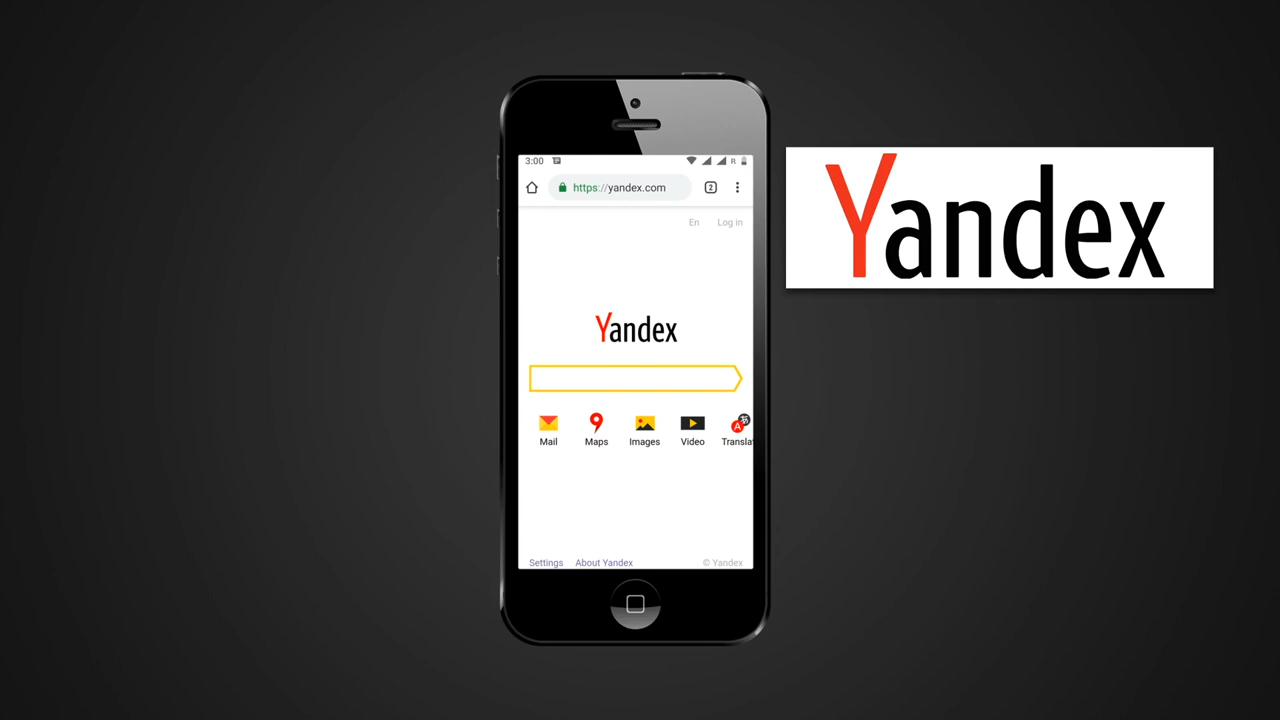 3:00 R
https://yandex.com 2
En Log in
Yandex
Mail Maps Images Video Transla
Settings About Yandex © Yandex
Yandex